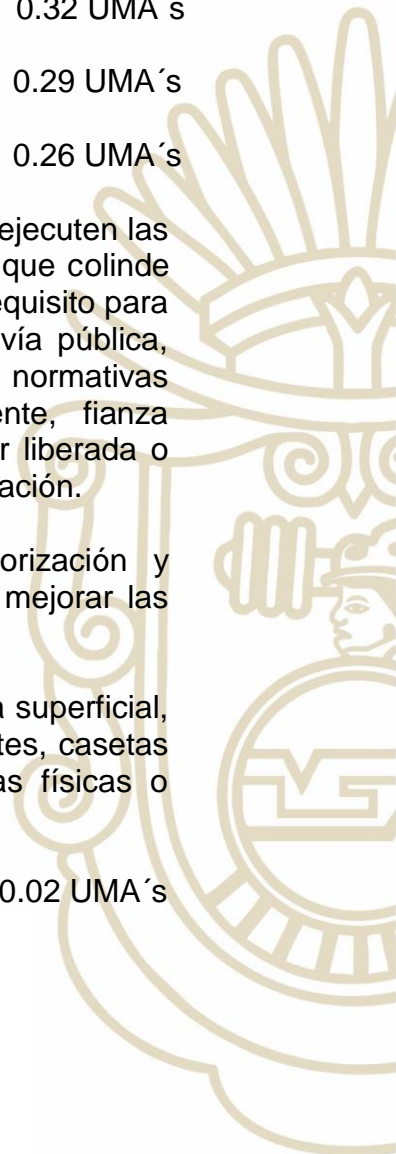 0.32 UMA´s
0.29 UMA´s
0.26 UMA´s
ejecuten las
que colinde
equisito para
vía pública,
normativas
nte, fianza
r liberada o
ación.
orización y
mejorar las
a superficial,
tes, casetas
as físicas o
0.02 UMA´s